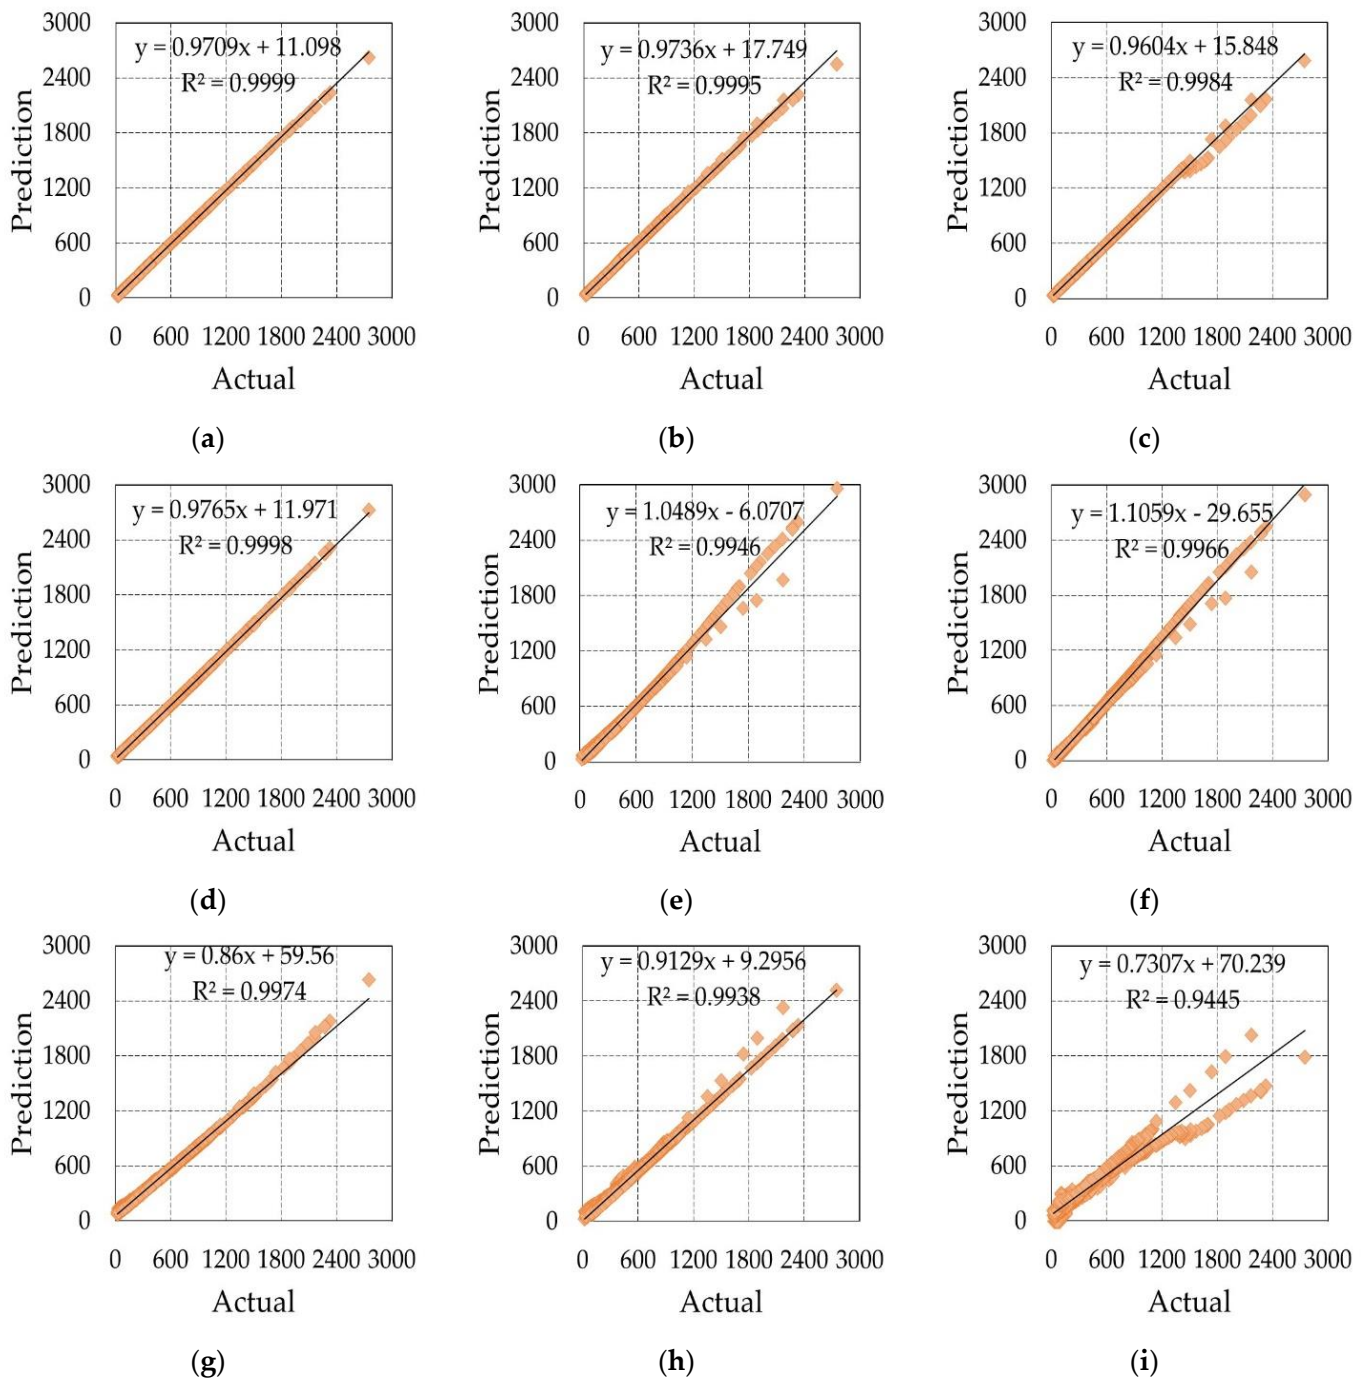 3000
2400
1800
1200
600
0
Prediction
y = 0.9709x + 11.098
R² = 0.9999
0 600 1200 1800 2400 3000
Actual
(a)
3000
2400
1800
1200
600
0
Prediction
y = 0.9736x + 17.749
R² = 0.9995
0 600 1200 1800 2400 3000
Actual
(b)
3000
2400
1800
1200
600
0
Prediction
y = 0.9604x + 15.848
R² = 0.9984
0 600 1200 1800 2400 3000
Actual
(c)
3000
2400
1800
1200
600
0
Prediction
y = 0.9765x + 11.971
R² = 0.9998
0 600 1200 1800 2400 3000
Actual
(d)
3000
2400
1800
1200
600
0
Prediction
y = 1.0489x - 6.0707
R² = 0.9946
0 600 1200 1800 2400 3000
Actual
(e)
3000
2400
1800
1200
600
0
Prediction
y = 1.1059x - 29.655
R² = 0.9966
0 600 1200 1800 2400 3000
Actual
(f)
3000
2400
1800
1200
600
0
Prediction
y = 0.86x + 59.56
R² = 0.9974
0 600 1200 1800 2400 3000
Actual
(g)
3000
2400
1800
1200
600
0
Prediction
y = 0.9129x + 9.2956
R² = 0.9938
0 600 1200 1800 2400 3000
Actual
(h)
3000
2400
1800
1200
600
0
Prediction
y = 0.7307x + 70.239
R² = 0.9445
0 600 1200 1800 2400 3000
Actual
(i)